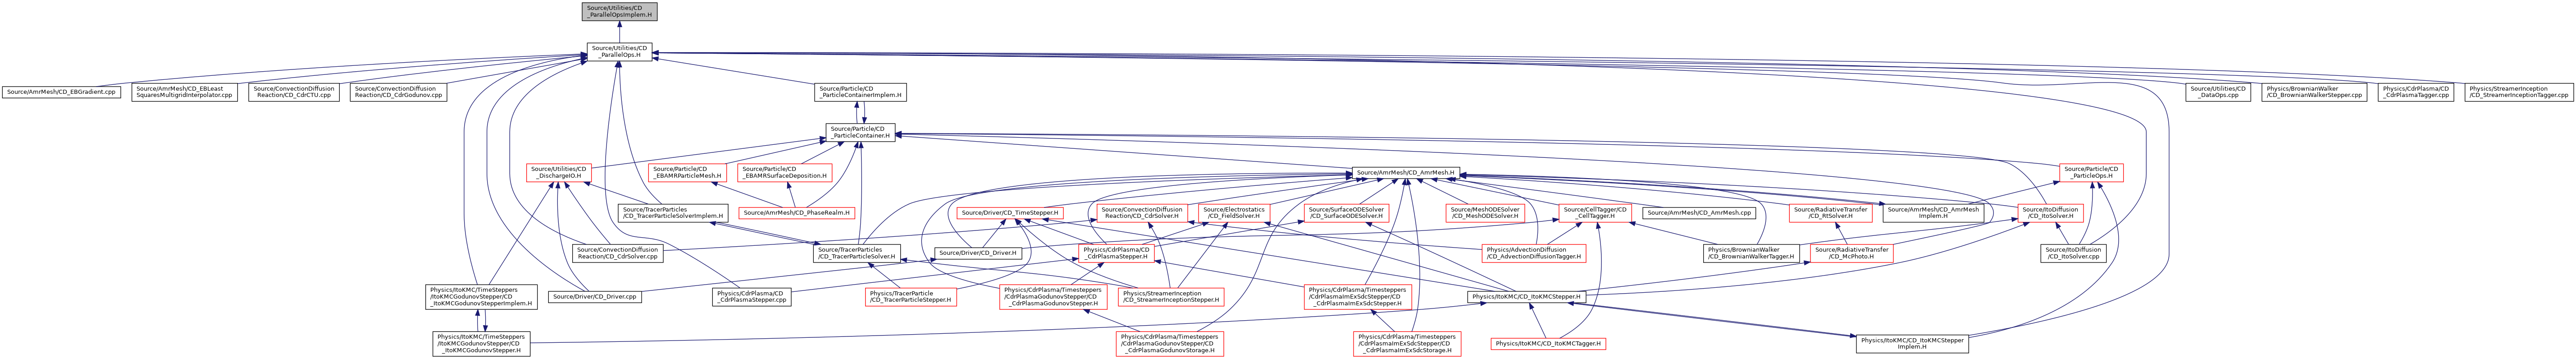 Source/Utilities/CD
_ParallelOpsImplem.H
Source/Utilities/CD
_ParallelOps.H
Source/AmrMesh/CD_EBGradient.cpp
Source/AmrMesh/CD_EBLeast
SquaresMultigridInterpolator.cpp
Source/ConvectionDiffusion
Reaction/CD_CdrCTU.cpp
Source/ConvectionDiffusion
Reaction/CD_CdrGodunov.cpp
Source/Particle/CD
_ParticleContainerImplem.H
Source/Utilities/CD
_DataOps.cpp
Physics/BrownianWalker
/CD_BrownianWalkerStepper.cpp
Physics/CdrPlasma/CD
_CdrPlasmaTagger.cpp
Physics/StreamerInception
/CD_StreamerInceptionTagger.cpp
Source/Particle/CD
_ParticleContainer.H
Source/Utilities/CD
_DischargeIO.H
Source/Particle/CD
_EBAMRParticleMesh.H
Source/Particle/CD
_EBAMRSurfaceDeposition.H
Source/AmrMesh/CD_AmrMesh.H
Source/Particle/CD
_ParticleOps.H
Source/TracerParticles
/CD_TracerParticleSolverImplem.H
Source/AmrMesh/CD_PhaseRealm.H
Source/Driver/CD_TimeStepper.H
Source/ConvectionDiffusion
Reaction/CD_CdrSolver.H
Source/Electrostatics
/CD_FieldSolver.H
Source/SurfaceODESolver
/CD_SurfaceODESolver.H
Source/MeshODESolver
/CD_MeshODESolver.H
Source/CellTagger/CD
_CellTagger.H
Source/AmrMesh/CD_AmrMesh.cpp
Source/RadiativeTransfer
/CD_RtSolver.H
Source/AmrMesh/CD_AmrMesh
Implem.H
Source/ItoDiffusion
/CD_ItoSolver.H
Source/ConvectionDiffusion
Reaction/CD_CdrSolver.cpp
Source/TracerParticles
/CD_TracerParticleSolver.H
Source/Driver/CD_Driver.H
Physics/CdrPlasma/CD
_CdrPlasmaStepper.H
Physics/AdvectionDiffusion
/CD_AdvectionDiffusionTagger.H
Physics/BrownianWalker
/CD_BrownianWalkerTagger.H
Source/RadiativeTransfer
/CD_McPhoto.H
Source/ItoDiffusion
/CD_ItoSolver.cpp
Physics/ItoKMC/TimeSteppers
/ItoKMCGodunovStepper/CD
_ItoKMCGodunovStepperImplem.H
Source/Driver/CD_Driver.cpp
Physics/CdrPlasma/CD
_CdrPlasmaStepper.cpp
Physics/TracerParticle
/CD_TracerParticleStepper.H
Physics/CdrPlasma/Timesteppers
/CdrPlasmaGodunovStepper/CD
_CdrPlasmaGodunovStepper.H
Physics/StreamerInception
/CD_StreamerInceptionStepper.H
Physics/CdrPlasma/Timesteppers
/CdrPlasmaImExSdcStepper/CD
_CdrPlasmaImExSdcStepper.H
Physics/ItoKMC/CD_ItoKMCStepper.H
Physics/ItoKMC/TimeSteppers
/ItoKMCGodunovStepper/CD
_ItoKMCGodunovStepper.H
Physics/CdrPlasma/Timesteppers
/CdrPlasmaGodunovStepper/CD
_CdrPlasmaGodunovStorage.H
Physics/CdrPlasma/Timesteppers
/CdrPlasmaImExSdcStepper/CD
_CdrPlasmaImExSdcStorage.H
Physics/ItoKMC/CD_ItoKMCTagger.H
Physics/ItoKMC/CD_ItoKMCStepper
Implem.H